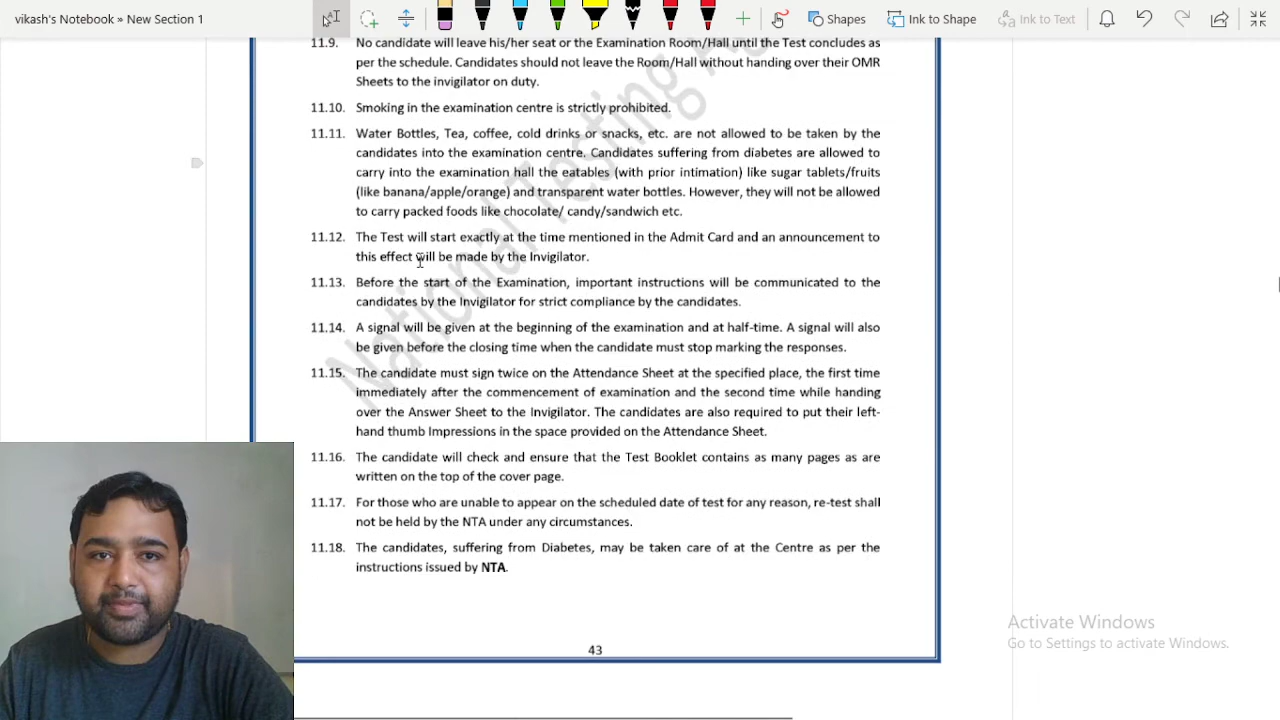 vikash's Notebook » New Section 1
Shapes
Ink to Shape
Ink to Text
11.9. No candidate will leave his/her seat or the Examination Room/Hall until the Test concludes as
per the schedule. Candidates should not leave the Room/Hall without handing over their OMR
Sheets to the invigilator on duty.
11.10. Smoking in the examination centre is strictly prohibited.
11.11. Water Bottles, Tea, coffee, cold drinks or snacks, etc. are not allowed to be taken by the
candidates into the examination centre. Candidates suffering from diabetes are allowed to
carry into the examination hall the eatables (with prior intimation) like sugar tablets/fruits
(like banana/apple/orange) and transparent water bottles. However, they will not be allowed
to carry packed foods like chocolate/ candy/sandwich etc.
11.12. The Test will start exactly at the time mentioned in the Admit Card and an announcement to
this effect will be made by the Invigilator.
11.13. Before the start of the Examination, important instructions will be communicated to the
candidates by the Invigilator for strict compliance by the candidates.
11.14. A signal will be given at the beginning of the examination and at half-time. A signal will also
be given before the closing time when the candidate must stop marking the responses.
11.15. The candidate must sign twice on the Attendance Sheet at the specified place, the first time
immediately after the commencement of examination and the second time while handing
over the Answer Sheet to the Invigilator. The candidates are also required to put their left-
hand thumb Impressions in the space provided on the Attendance Sheet.
11.16. The candidate will check and ensure that the Test Booklet contains as many pages as are
written on the top of the cover page.
11.17. For those who are unable to appear on the scheduled date of test for any reason, re-test shall
not be held by the NTA under any circumstances.
11.18. The candidates, suffering from Diabetes, may be taken care of at the Centre as per the
instructions issued by NTA.
National Testing
43
Activate Windows
Go to Settings to activate Windows.